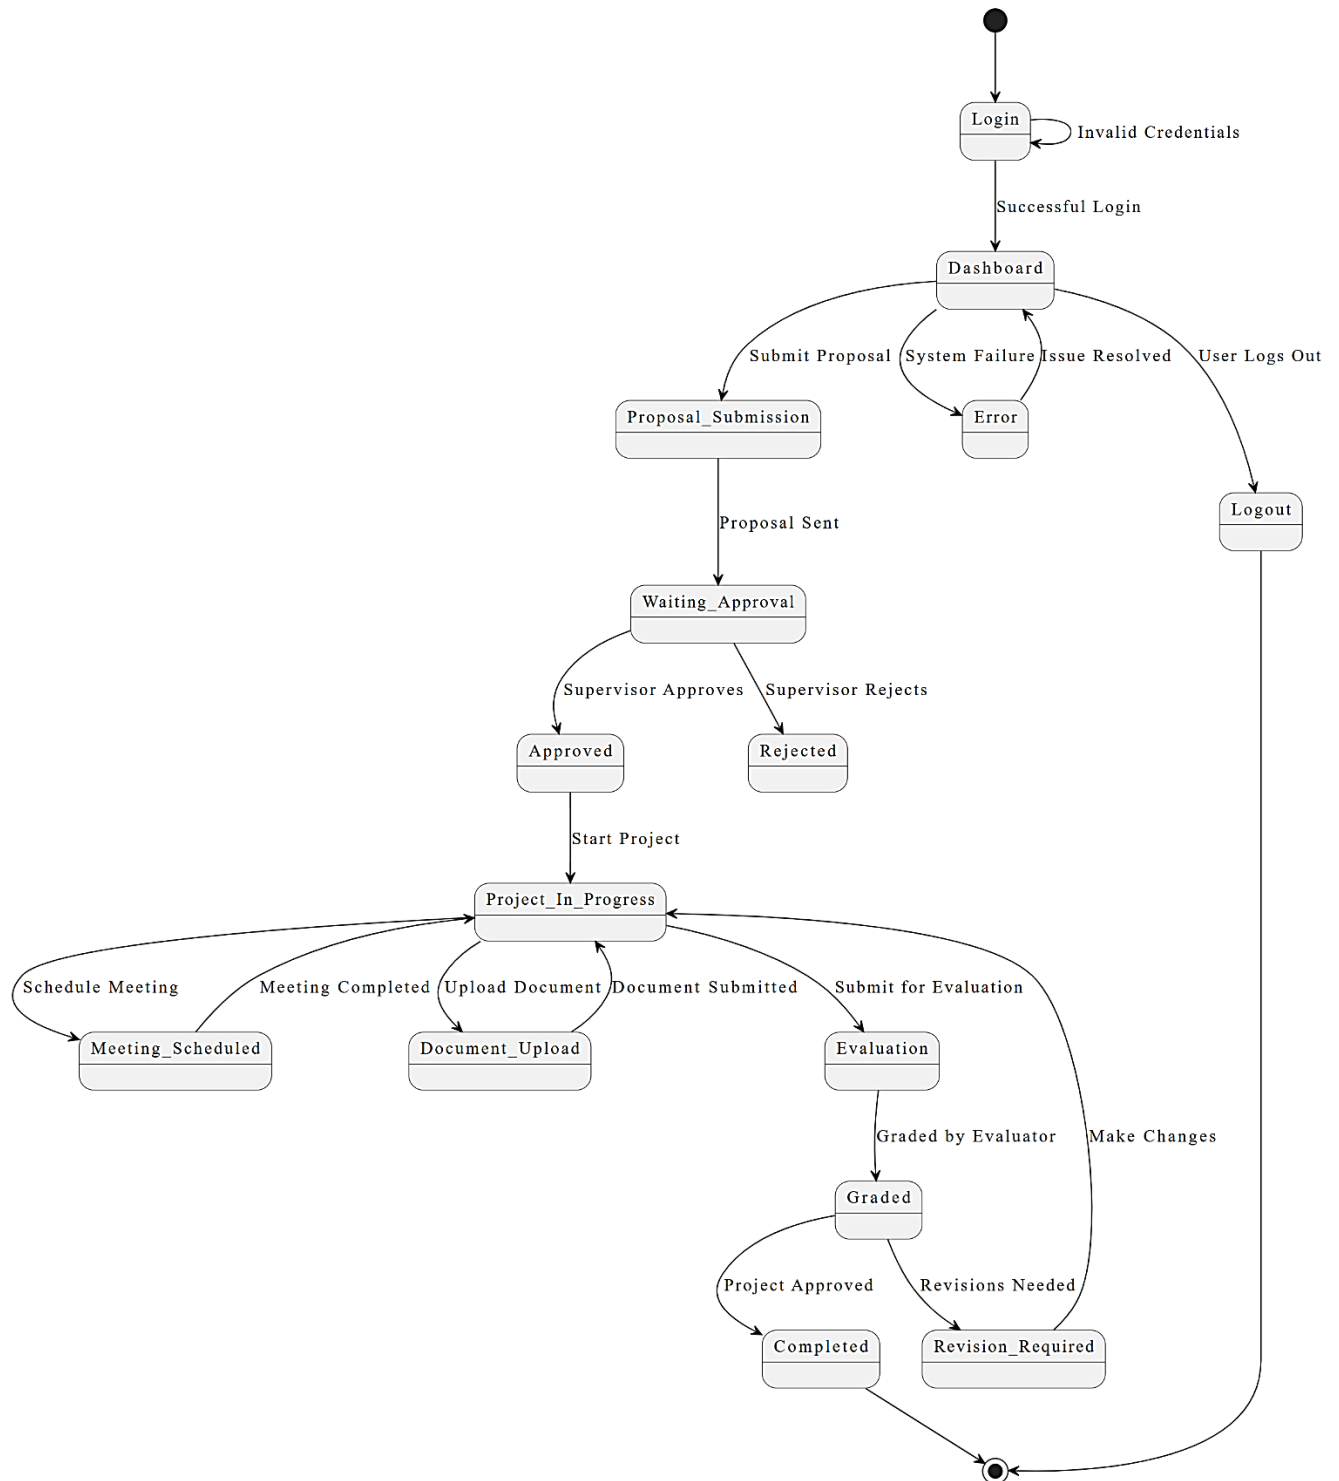 Login
Invalid Credentials
Successful Login
Dashboard
Submit Proposal
System Failure
Issue Resolved
User Logs Out
Proposal_Submission
Error
Logout
Proposal Sent
Waiting_Approval
Supervisor Approves
Supervisor Rejects
Approved
Rejected
Start Project
Project_In_Progress
Schedule Meeting
Meeting Completed
Upload Document
Document Submitted
Submit for Evaluation
Meeting_Scheduled
Document_Upload
Evaluation
Graded by Evaluator
Make Changes
Graded
Project Approved
Revisions Needed
Completed
Revision_Required